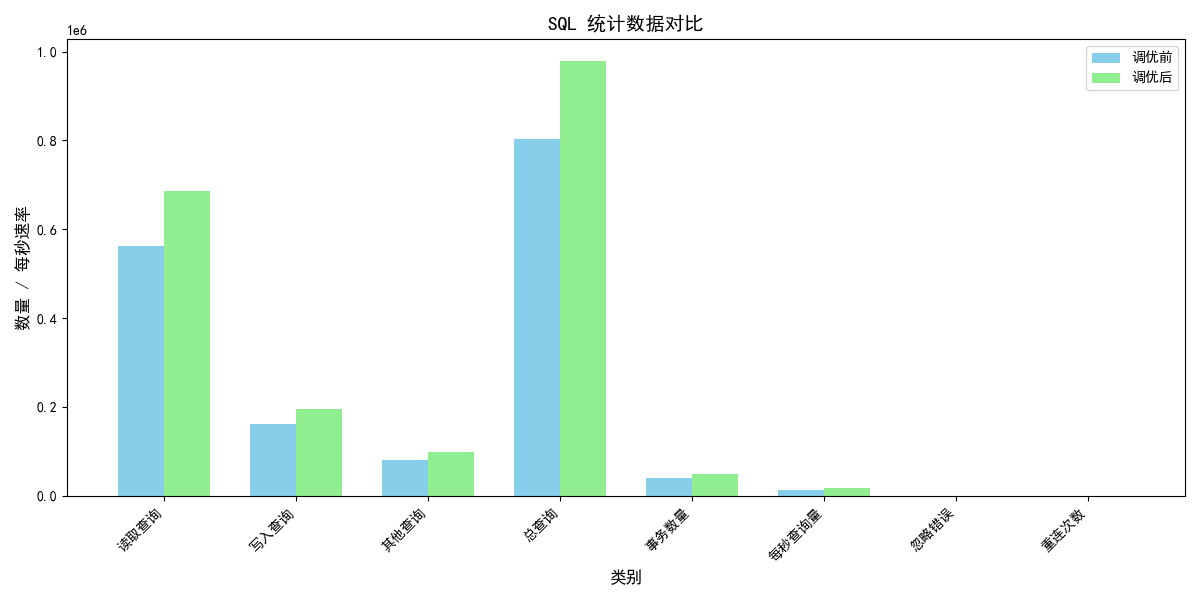 SQL 统计数据对比
1e6
1.0
0.8
0.6
0.4
0.2
0.0
数量 / 每秒速率
调优前
调优后
读取查询
写入查询
其他查询
总查询
事务数量
每秒查询量
忽略错误
重连次数
类别